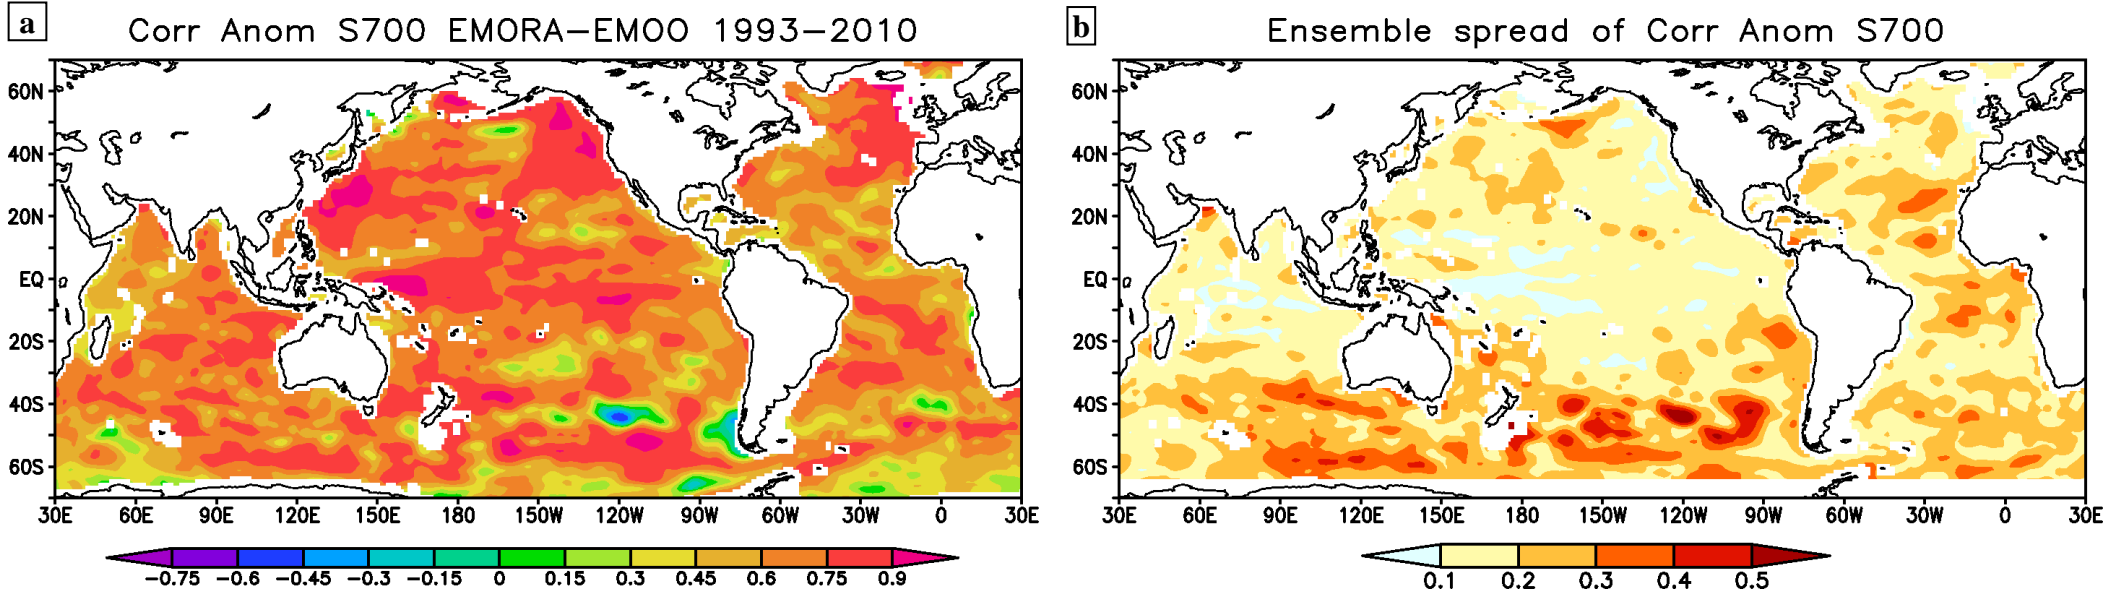 a
Corr Anom S700 EMORA−EMOO 1993−2010
60N
40N
20N
EQ
20S
40S
60S
30E 60E 90E 120E 150E 180 150W 120W 90W 60W 30W 0 30E
−0.75 −0.6 −0.45 −0.3 −0.15 0 0.15 0.3 0.45 0.6 0.75 0.9
b
Ensemble spread of Corr Anom S700
60N
40N
20N
EQ
20S
40S
60S
30E 60E 90E 120E 150E 180 150W 120W 90W 60W 30W 0 30E
0.1 0.2 0.3 0.4 0.5